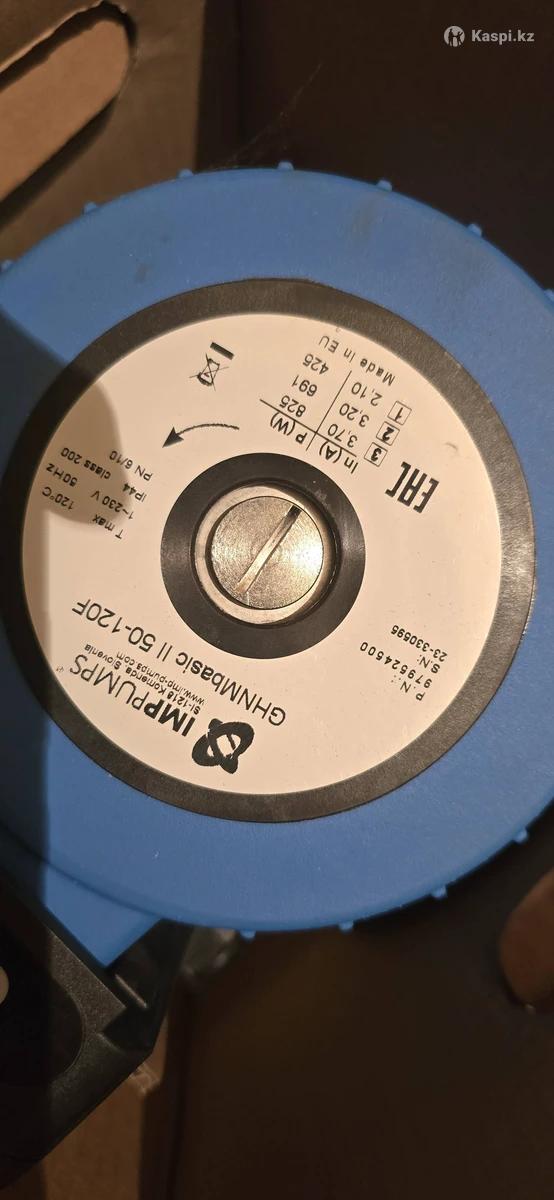 Kaspi.kz
IMP PUMPS
SI-1218 Komenda, Slovenia
www.imp-pumps.com
GHNMbasic II 50-120F
P.N.:
979524500
S.N.:
23-330595
T max 120°C
1~230 V 50Hz
IP44 class 200
PN 6/10
In(A) P(W)
3 3,70 825
2 3,20 691
1 2,10 425
Made in EU
EAC